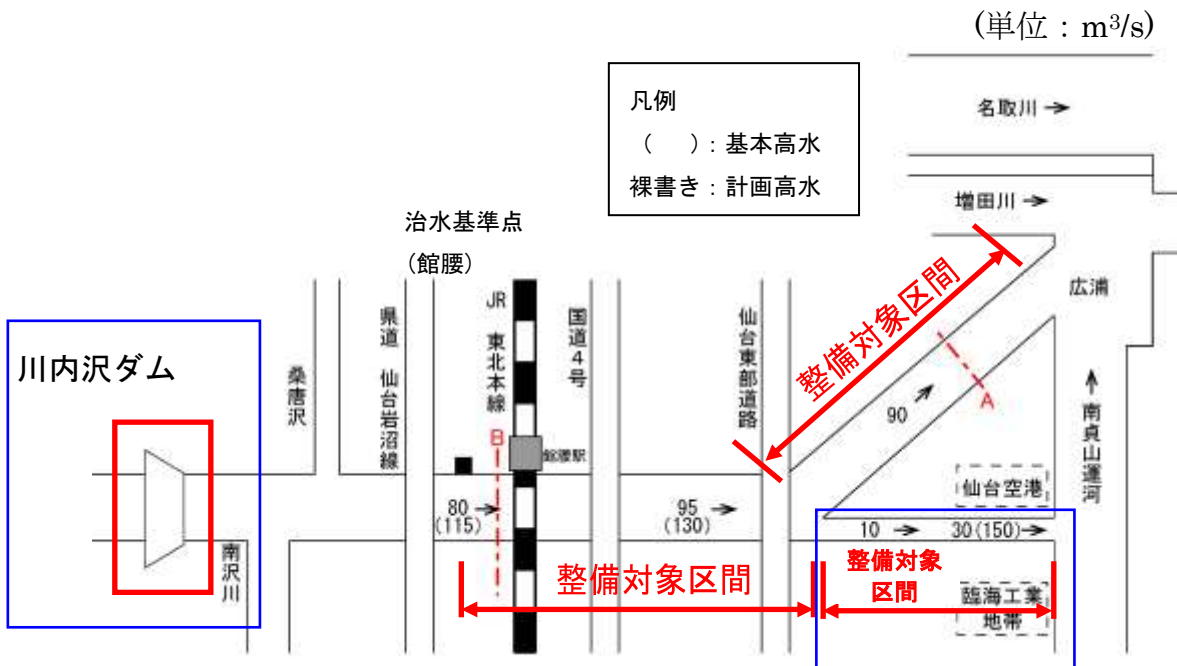 (単位：m³/s)
凡例
（　）：基本高水
裸書き：計画高水
名取川→
増田川→
治水基準点
(館腰)
広浦
川内沢ダム
桑唐沢
県道 仙台岩沼線
JR 東北本線
国道4号
仙台東部道路
整備対象区間
A
90
南貞山運河
B
館腰駅
仙台空港
80→
(115)
95→
(130)
10→
30(150)→
南沢川
整備対象区間
整備対象
区間
臨海工業
地帯